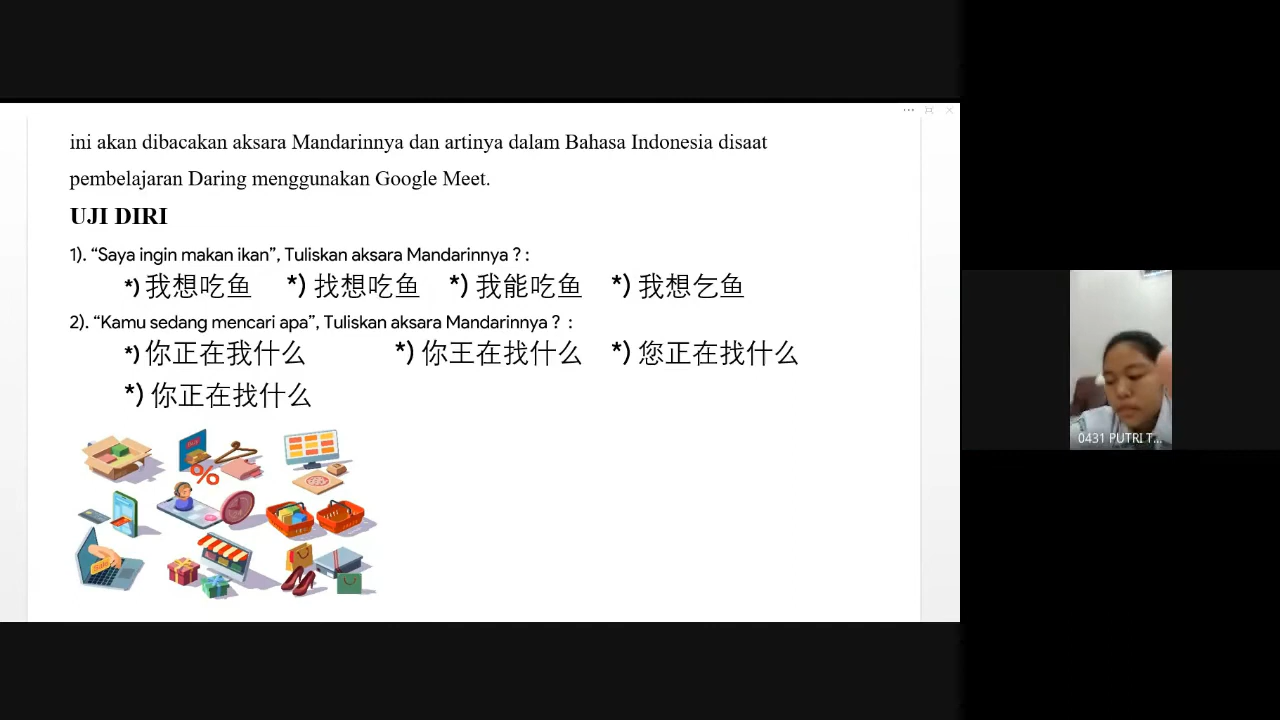 ini akan dibacakan aksara Mandarinnya dan artinya dalam Bahasa Indonesia disaat
pembelajaran Daring menggunakan Google Meet.
UJI DIRI
1). “Saya ingin makan ikan”, Tuliskan aksara Mandarinnya ? :
*) 我想吃鱼 *) 找想吃鱼 *) 我能吃鱼 *) 我想乞鱼
2). “Kamu sedang mencari apa”, Tuliskan aksara Mandarinnya ? :
*) 你正在我什么 *) 你王在找什么 *) 您正在找什么
*) 你正在找什么
%
0431 PUTRI T...